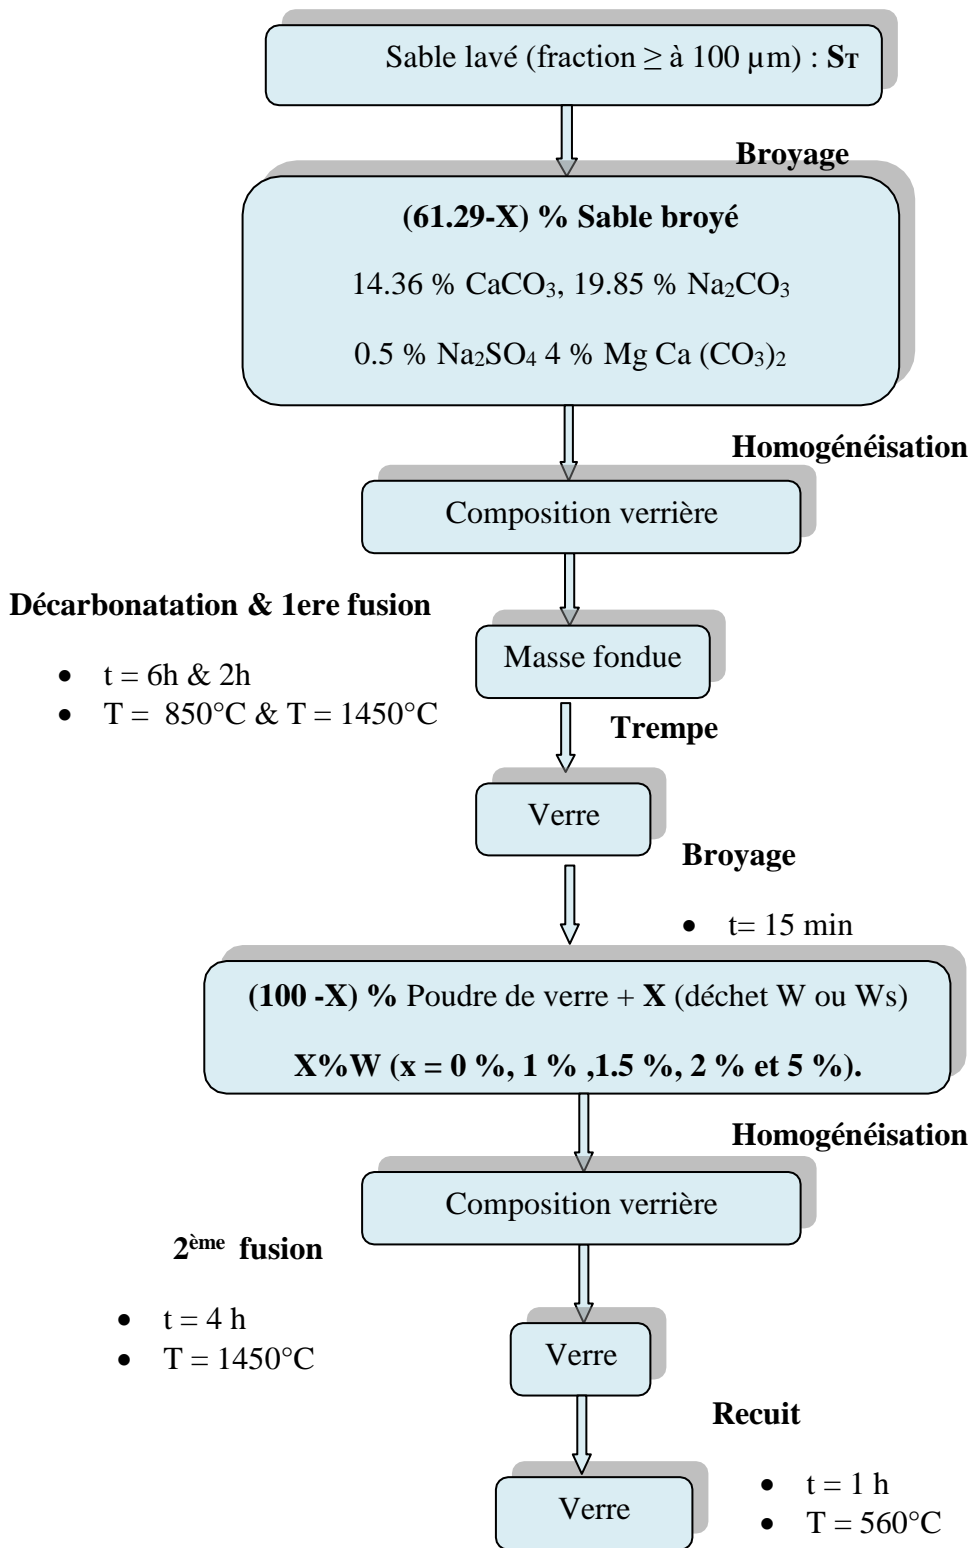 Sable lavé (fraction ≥ à 100 µm) : S_T
Broyage
(61.29-X) % Sable broyé
14.36 % CaCO₃, 19.85 % Na₂CO₃
0.5 % Na₂SO₄ 4 % Mg Ca (CO₃)₂
Homogénéisation
Composition verrière
Décarbonatation & 1ere fusion
• t = 6h & 2h
• T = 850°C & T = 1450°C
Masse fondue
Trempe
Verre
Broyage
• t= 15 min
(100 -X) % Poudre de verre + X (déchet W ou Ws)
X%W (x = 0 %, 1 % ,1.5 %, 2 % et 5 %).
Homogénéisation
Composition verrière
2ème fusion
• t = 4 h
• T = 1450°C
Verre
Recuit
• t = 1 h
• T = 560°C
Verre